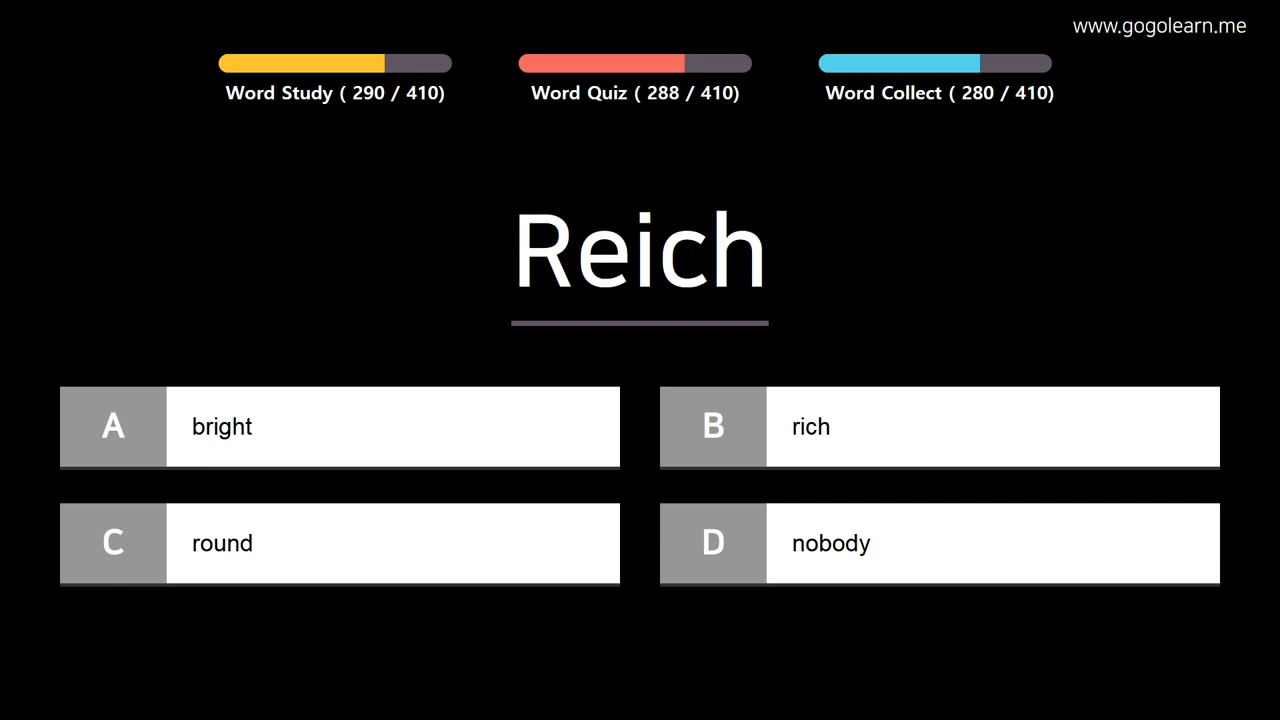 www.gogolearn.me
Word Study ( 290 / 410)
Word Quiz ( 288 / 410)
Word Collect ( 280 / 410)
Reich
A bright
B rich
C round
D nobody